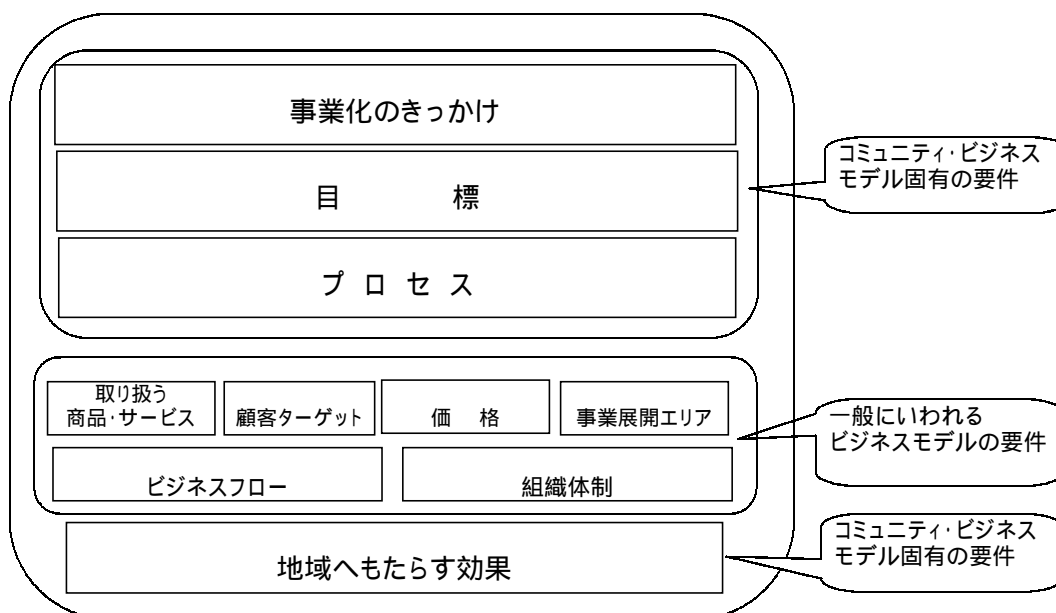 事業化のきっかけ
目 標
プ ロ セ ス
コミュニティ・ビジネス
モデル固有の要件
取り扱う
商品・サービス
顧客ターゲット
価 格
事業展開エリア
ビジネスフロー
組織体制
一般にいわれる
ビジネスモデルの要件
地域へもたらす効果
コミュニティ・ビジネス
モデル固有の要件